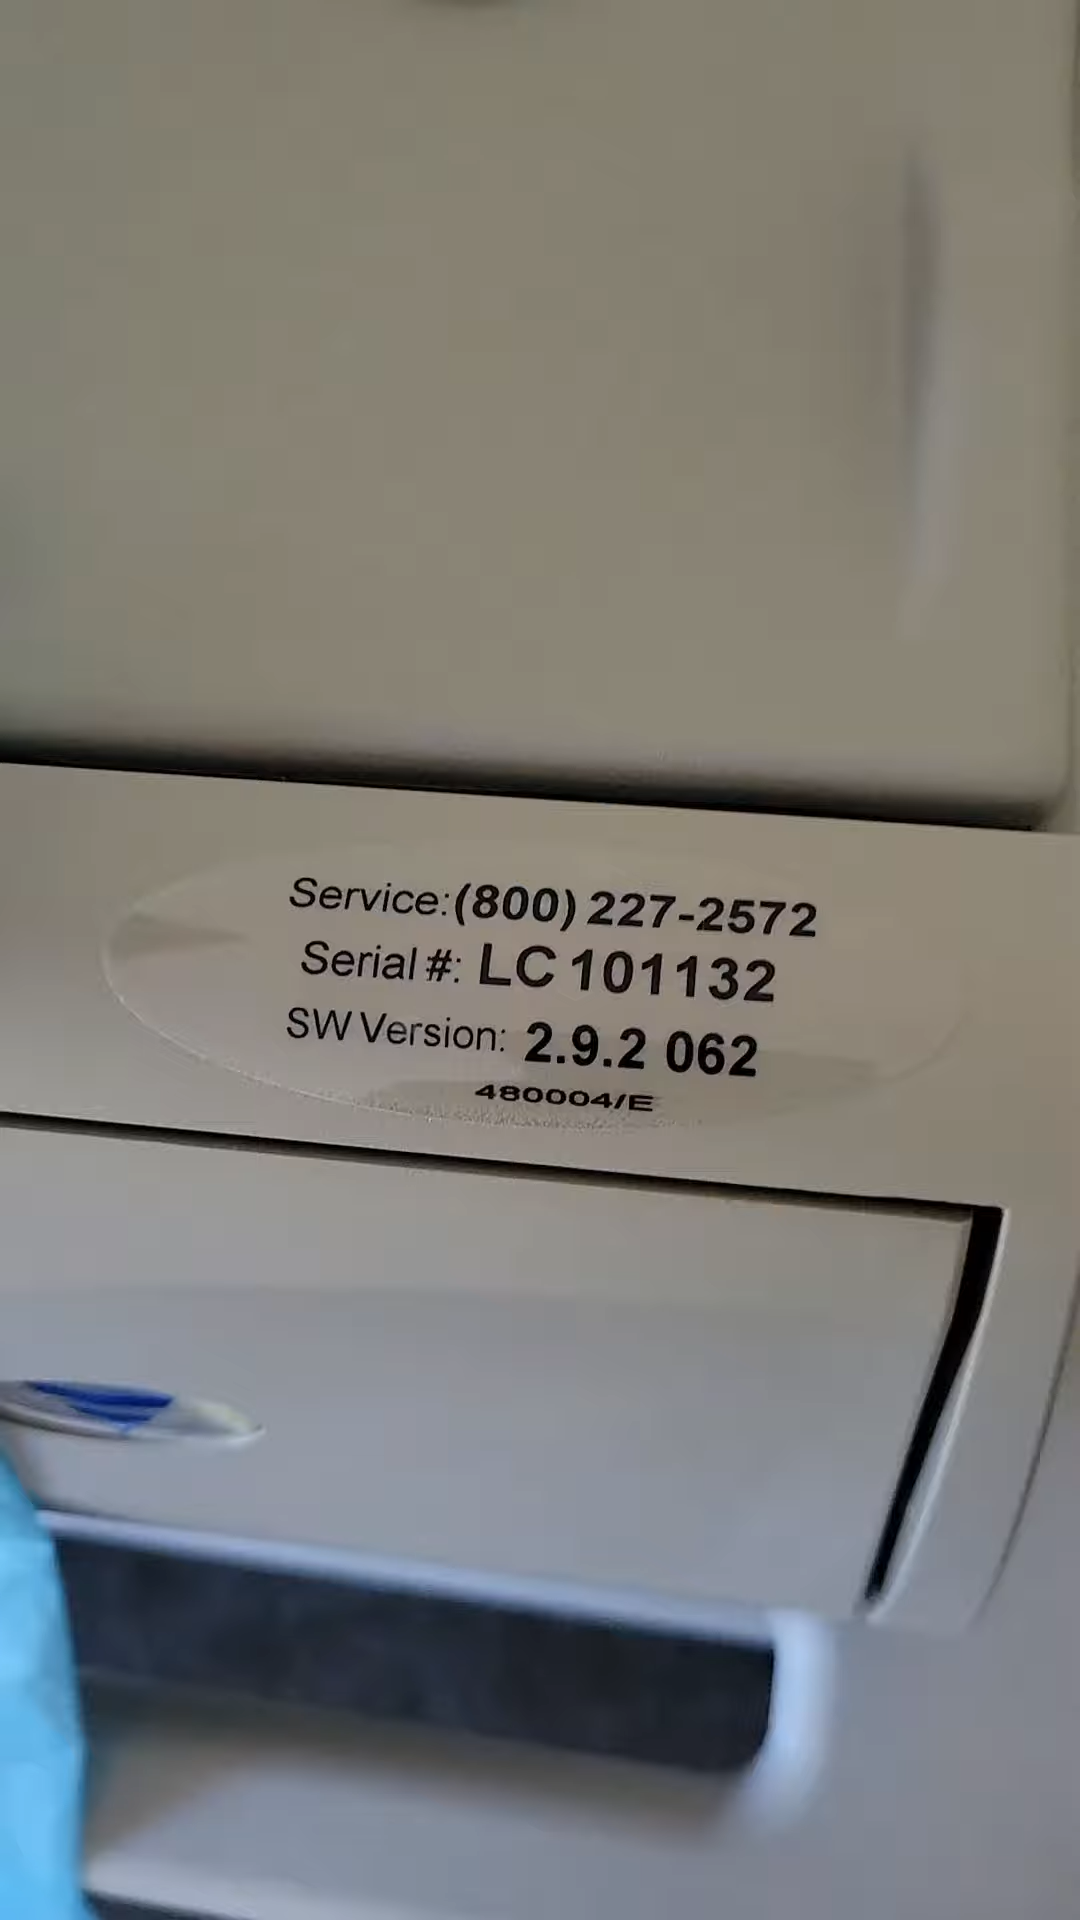 Service: (800) 227-2572
Serial #: LC 101132
SW Version: 2.9.2 062
480004/E